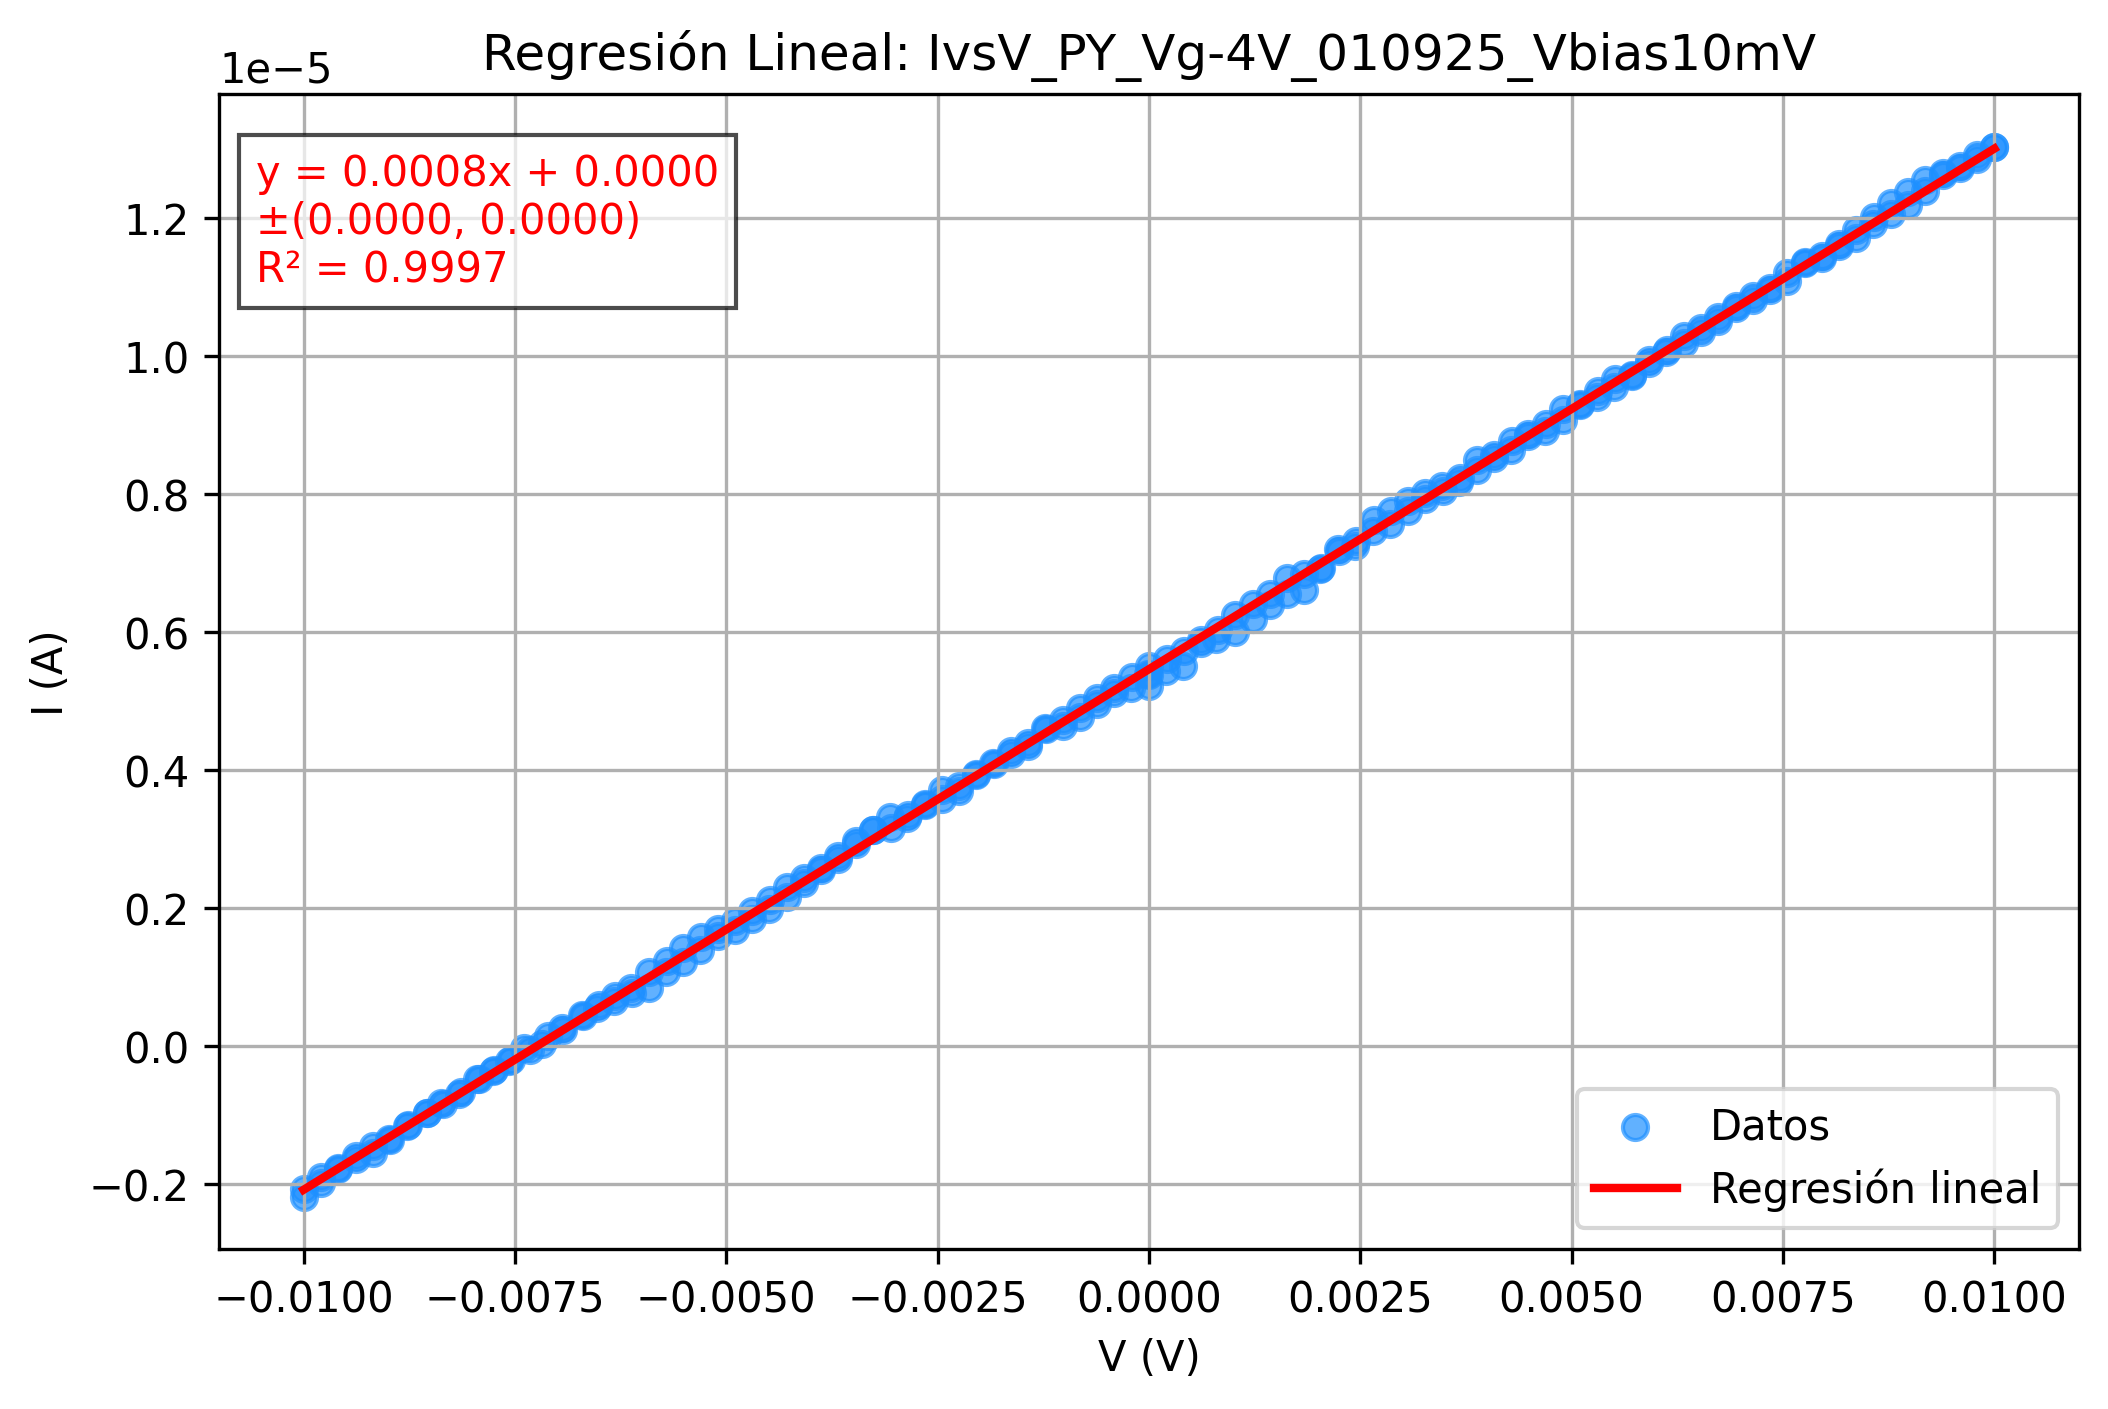 Regresión Lineal: IvsV_PY_Vg-4V_010925_Vbias10mV
1e−5
y = 0.0008x + 0.0000
±(0.0000, 0.0000)
R² = 0.9997
1.2
1.0
0.8
0.6
0.4
0.2
0.0
−0.2
I (A)
Datos
Regresión lineal
−0.0100 −0.0075 −0.0050 −0.0025 0.0000 0.0025 0.0050 0.0075 0.0100
V (V)